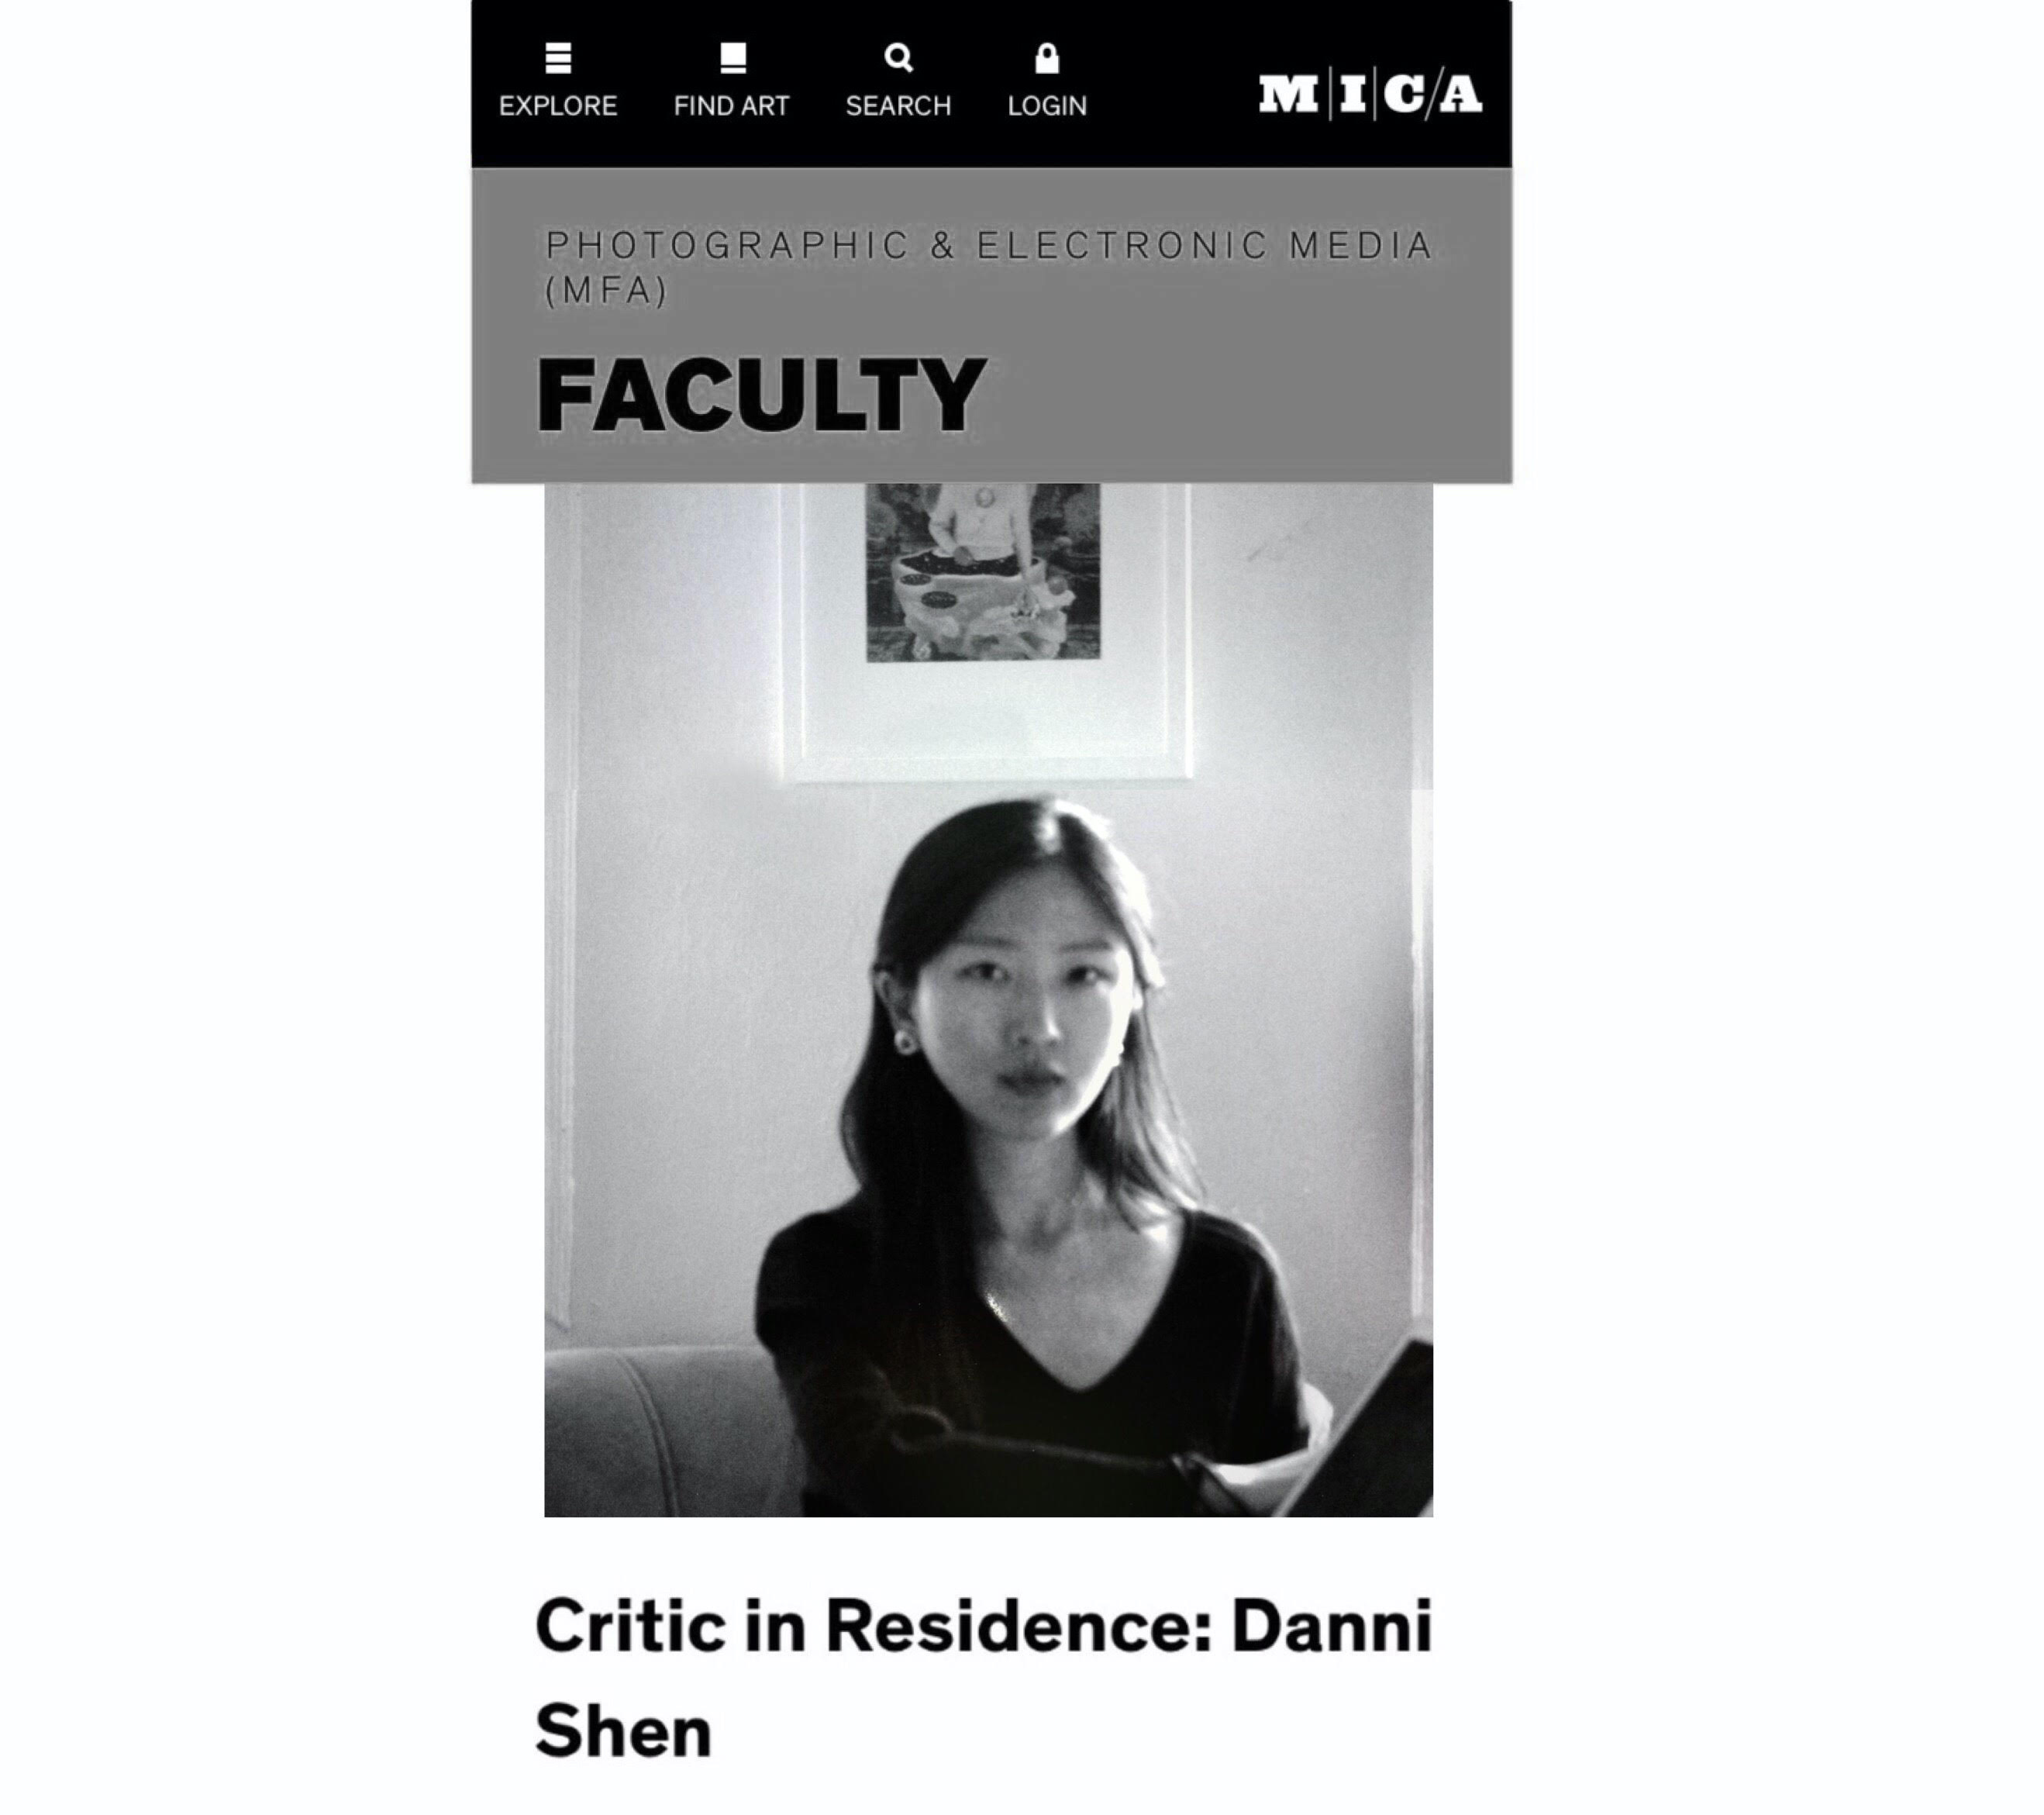 EXPLORE FIND ART SEARCH LOGIN M|I|C/A
PHOTOGRAPHIC & ELECTRONIC MEDIA
(MFA)
FACULTY
Critic in Residence: Danni
Shen